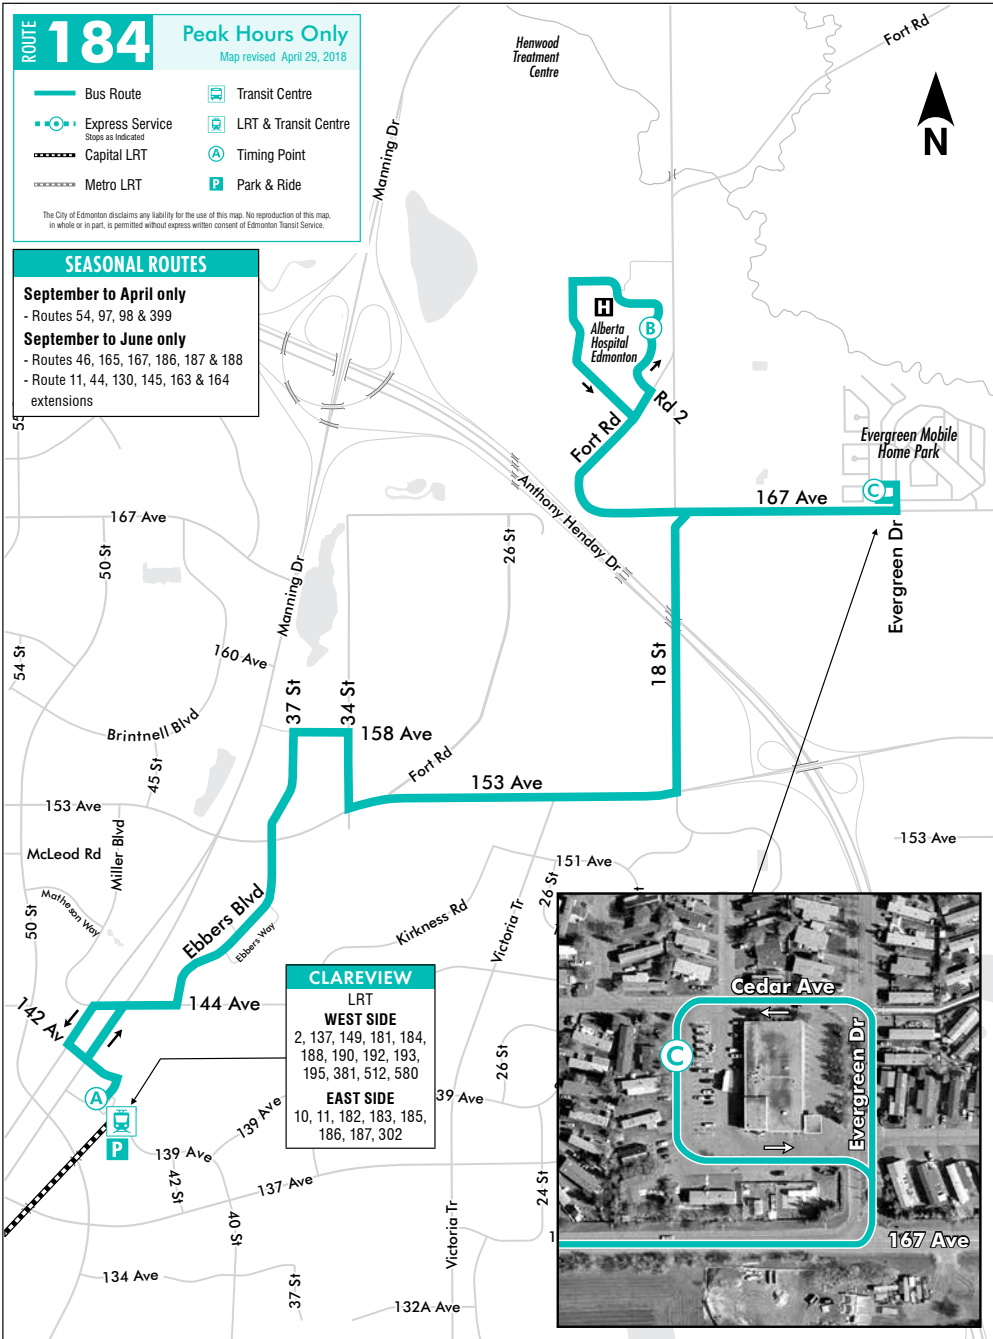 ROUTE 184
Peak Hours Only
Map revised April 29, 2018
Bus Route
Transit Centre
Express Service
Stops as Indicated
LRT & Transit Centre
Capital LRT
A Timing Point
Metro LRT
P Park & Ride
The City of Edmonton disclaims any liability for the use of this map. No reproduction of this map,
in whole or in part, is permitted without express written consent of Edmonton Transit Service.
SEASONAL ROUTES
September to April only
- Routes 54, 97, 98 & 399
September to June only
- Routes 46, 165, 167, 186, 187 & 188
- Route 11, 44, 130, 145, 163 & 164
extensions
Henwood
Treatment
Centre
Fort Rd
N
Manning Dr
H
Alberta
Hospital
Edmonton
B
Rd 2
Fort Rd
Evergreen Mobile
Home Park
C
167 Ave
Evergreen Dr
Anthony Henday Dr
55
167 Ave
50 St
26 St
Manning Dr
54 St
160 Ave
37 St
34 St
18 St
Brintnell Blvd
158 Ave
45 St
Fort Rd
153 Ave
153 Ave
153 Ave
McLeod Rd
Miller Blvd
151 Ave
26 St
Matheson Way
50 St
Ebbers Blvd
Ebbers Way
Kirkness Rd
Victoria Tr
144 Ave
142 Av
CLAREVIEW
LRT
WEST SIDE
2, 137, 149, 181, 184,
188, 190, 192, 193,
195, 381, 512, 580
EAST SIDE
10, 11, 182, 183, 185,
186, 187, 302
A
P
139 Ave
139 Ave
39 Ave
26 St
42 St
137 Ave
24 St
40 St
Victoria Tr
134 Ave
37 St
132A Ave
1
Cedar Ave
C
Evergreen Dr
167 Ave